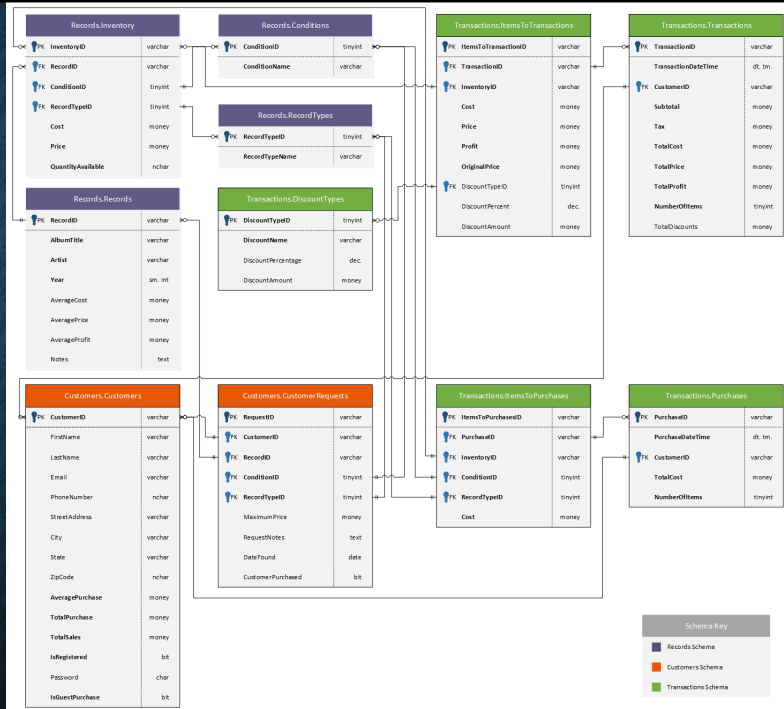 Records.Inventory
PK InventoryID varchar
FK RecordID varchar
FK ConditionID tinyint
FK RecordTypeID tinyint
Cost money
Price money
QuantityAvailable nchar
Records.Conditions
PK ConditionID tinyint
ConditionName varchar
Records.RecordTypes
PK RecordTypeID tinyint
RecordTypeName varchar
Transactions.ItemsToTransactions
PK ItemsToTransactionID varchar
FK TransactionID varchar
FK InventoryID varchar
Cost money
Price money
Profit money
OriginalPrice money
FK DiscountTypeID tinyint
DiscountPercent dec.
DiscountAmount money
Transactions.Transactions
PK TransactionID varchar
TransactionDateTime dt. tm.
FK CustomerID varchar
Subtotal money
Tax money
TotalCost money
TotalPrice money
TotalProfit money
NumberOfItems tinyint
TotalDiscounts money
Records.Records
PK RecordID varchar
AlbumTitle varchar
Artist varchar
Year sm. int
AverageCost money
AveragePrice money
AverageProfit money
Notes text
Transactions.DiscountTypes
PK DiscountTypeID tinyint
DiscountName varchar
DiscountPercentage dec.
DiscountAmount money
Customers.Customers
PK CustomerID varchar
FirstName varchar
LastName varchar
Email varchar
PhoneNumber nchar
StreetAddress varchar
City varchar
State varchar
ZipCode nchar
AveragePurchase money
TotalPurchase money
TotalSales money
IsRegistered bit
Password char
IsGuestPurchase bit
Customers.CustomerRequests
PK RequestID varchar
FK CustomerID varchar
FK RecordID varchar
FK ConditionID tinyint
FK RecordTypeID tinyint
MaximumPrice money
RequestNotes text
DateFound date
CustomerPurchased bit
Transactions.ItemsToPurchases
PK ItemsToPurchasesID varchar
FK PurchaseID varchar
FK InventoryID varchar
FK ConditionID tinyint
FK RecordTypeID tinyint
Cost money
Transactions.Purchases
PK PurchaseID varchar
PurchaseDateTime dt. tm.
FK CustomerID varchar
TotalCost money
NumberOfItems tinyint
Schema Key
Records Schema
Customers Schema
Transactions Schema